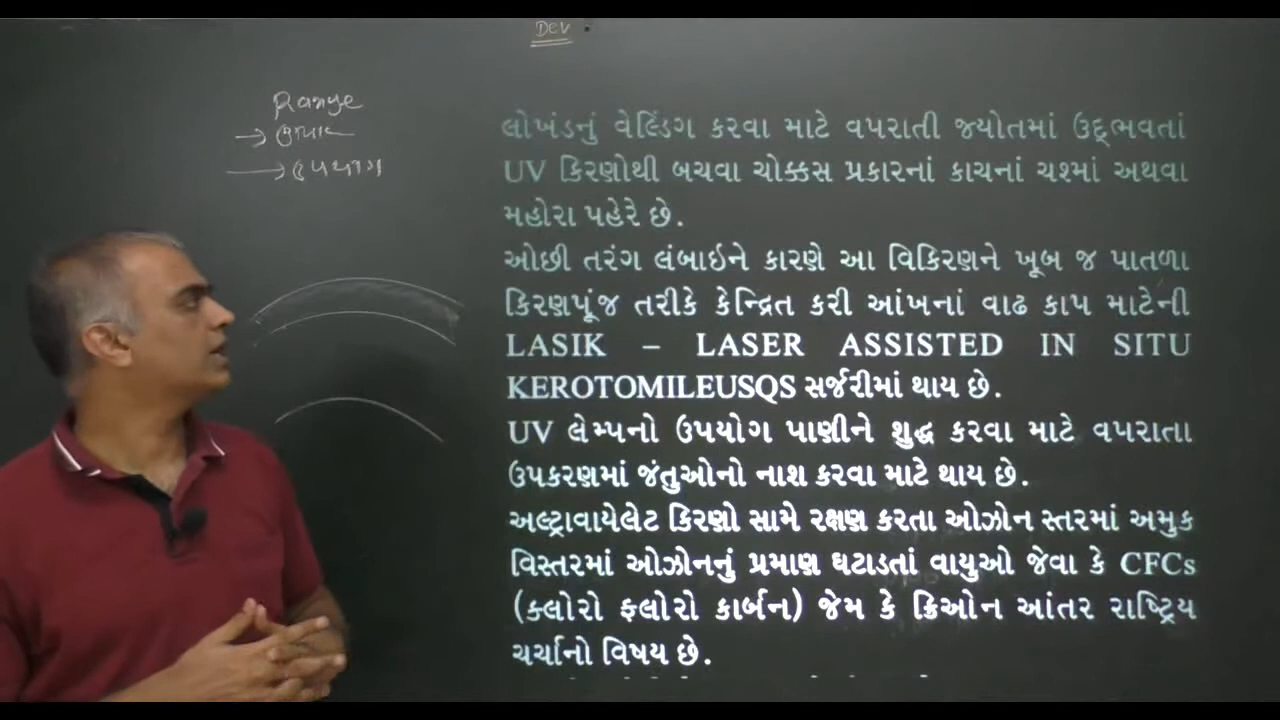 DEV
Range
→ ઉત્પાદન
→ ઉપયોગ
લોખંડનું વેલ્ડિંગ કરવા માટે વપરાતી જ્યોતમાં ઉદ્ભવતાં
UV કિરણોથી બચવા ચોક્કસ પ્રકારનાં કાચનાં ચશ્માં અથવા
મહોરા પહેરે છે.
ઓછી તરંગ લંબાઇને કારણે આ વિકિરણને ખૂબ જ પાતળા
કિરણપૂંજ તરીકે કેન્દ્રિત કરી આંખનાં વાઢ કાપ માટેની
LASIK – LASER ASSISTED IN SITU
KEROTOMILEUSQS સર્જરીમાં થાય છે.
UV લેમ્પનો ઉપયોગ પાણીને શુદ્ધ કરવા માટે વપરાતા
ઉપકરણમાં જંતુઓનો નાશ કરવા માટે થાય છે.
અલ્ટ્રાવાયેલેટ કિરણો સામે રક્ષણ કરતા ઓઝોન સ્તરમાં અમુક
વિસ્તરમાં ઓઝોનનું પ્રમાણ ઘટાડતાં વાયુઓ જેવા કે CFCs
(ક્લોરો ફ્લોરો કાર્બન) જેમ કે ક્રિઓન આંતર રાષ્ટ્રિય
ચર્ચાનો વિષય છે.